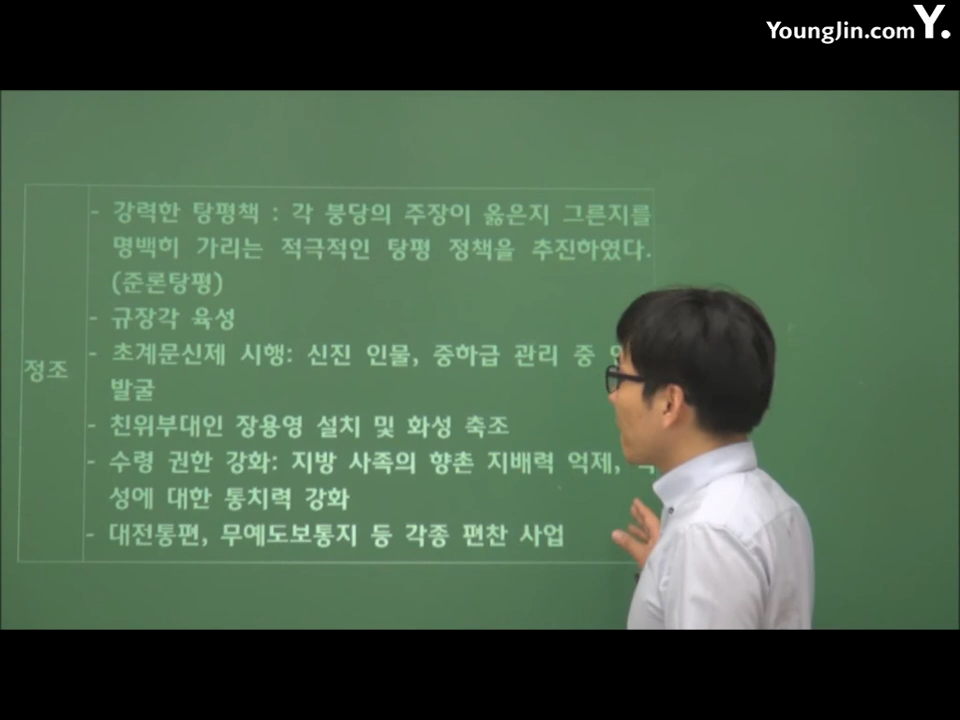 YoungJin.com Y.
- 강력한 탕평책 : 각 붕당의 주장이 옳은지 그른지를
명백히 가리는 적극적인 탕평 정책을 추진하였다.
(준론탕평)
- 규장각 육성
- 초계문신제 시행: 신진 인물, 중하급 관리 중
발굴
정조
- 친위부대인 장용영 설치 및 화성 축조
- 수령 권한 강화: 지방 사족의 향촌 지배력 억제,
성에 대한 통치력 강화
- 대전통편, 무예도보통지 등 각종 편찬 사업